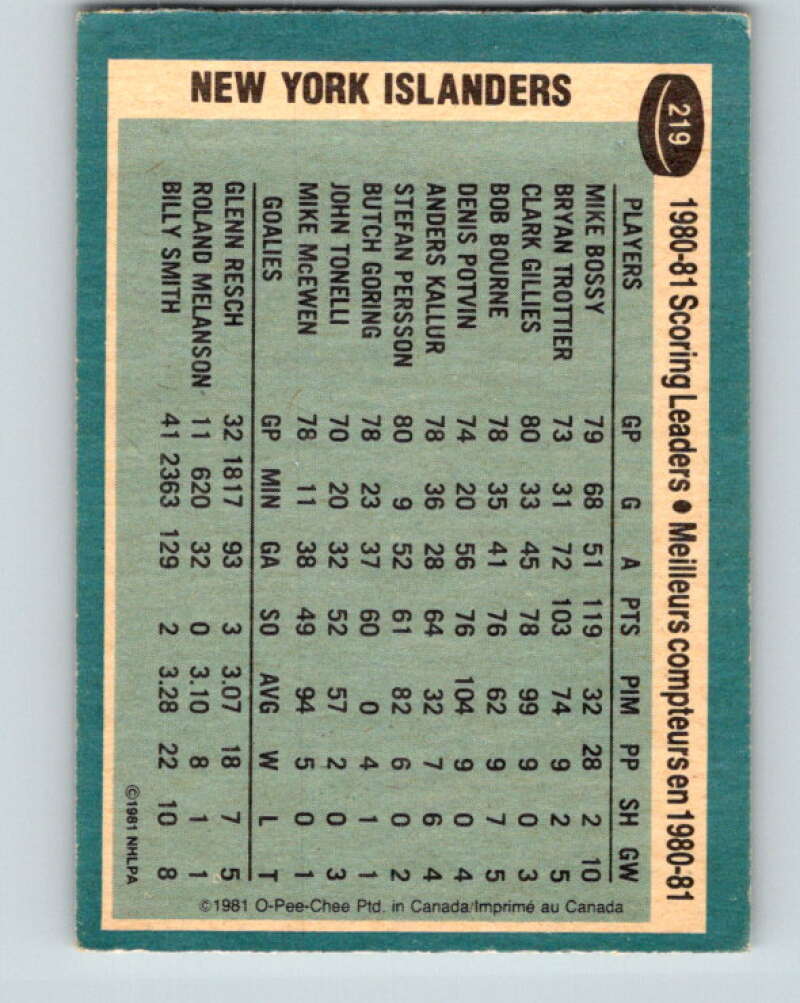 NEW YORK ISLANDERS
219
1980-81 Scoring Leaders • Meilleurs compteurs en 1980-81
PLAYERS GP G A PTS PIM PP SH GW
MIKE BOSSY 79 68 51 119 32 28 2 10
BRYAN TROTTIER 73 31 72 103 74 9 2 5
CLARK GILLIES 80 33 45 78 99 9 0 3
BOB BOURNE 78 35 41 76 62 9 7 5
DENIS POTVIN 74 20 56 76 104 9 0 4
ANDERS KALLUR 78 36 28 64 32 7 6 4
STEFAN PERSSON 80 9 52 61 82 6 0 2
BUTCH GORING 78 23 37 60 0 4 1 1
JOHN TONELLI 70 20 32 52 57 2 0 3
MIKE McEWEN 78 11 38 49 94 5 0 1
GOALIES GP MIN GA SO AVG W L T
GLENN RESCH 32 1817 93 3 3.07 18 7 5
ROLAND MELANSON 11 620 32 0 3.10 8 1 1
BILLY SMITH 41 2363 129 2 3.28 22 10 8
©1981 NHLPA
©1981 O-Pee-Chee Ptd. in Canada/Imprimé au Canada